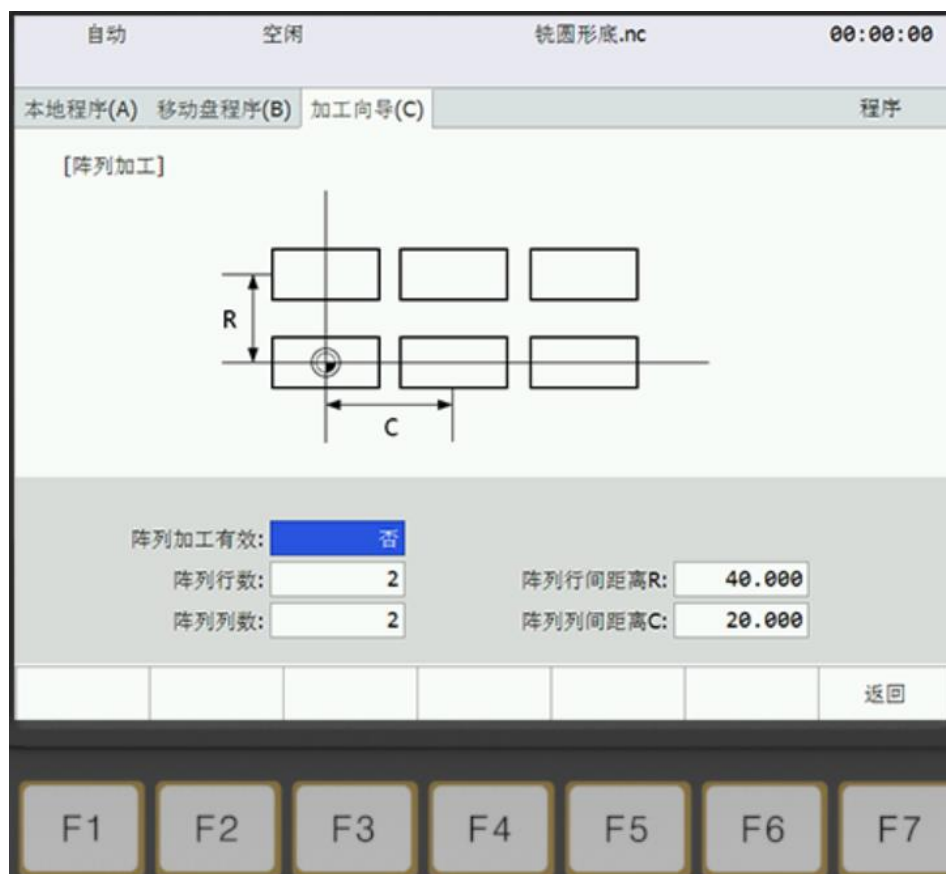 自动 空闲 铣圆形底.nc 00:00:00
本地程序(A) 移动盘程序(B) 加工向导(C) 程序
[阵列加工]
R
C
阵列加工有效: 否
阵列行数: 2 阵列行间距离R: 40.000
阵列列数: 2 阵列列间距离C: 20.000
返回
F1 F2 F3 F4 F5 F6 F7